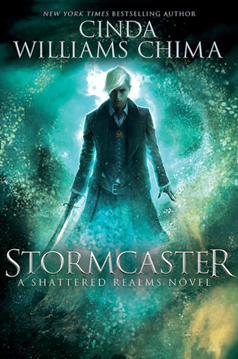 NEW YORK TIMES BESTSELLING AUTHOR
CINDA
WILLIAMS CHIMA
STORMCASTER
A SHATTERED REALMS NOVEL